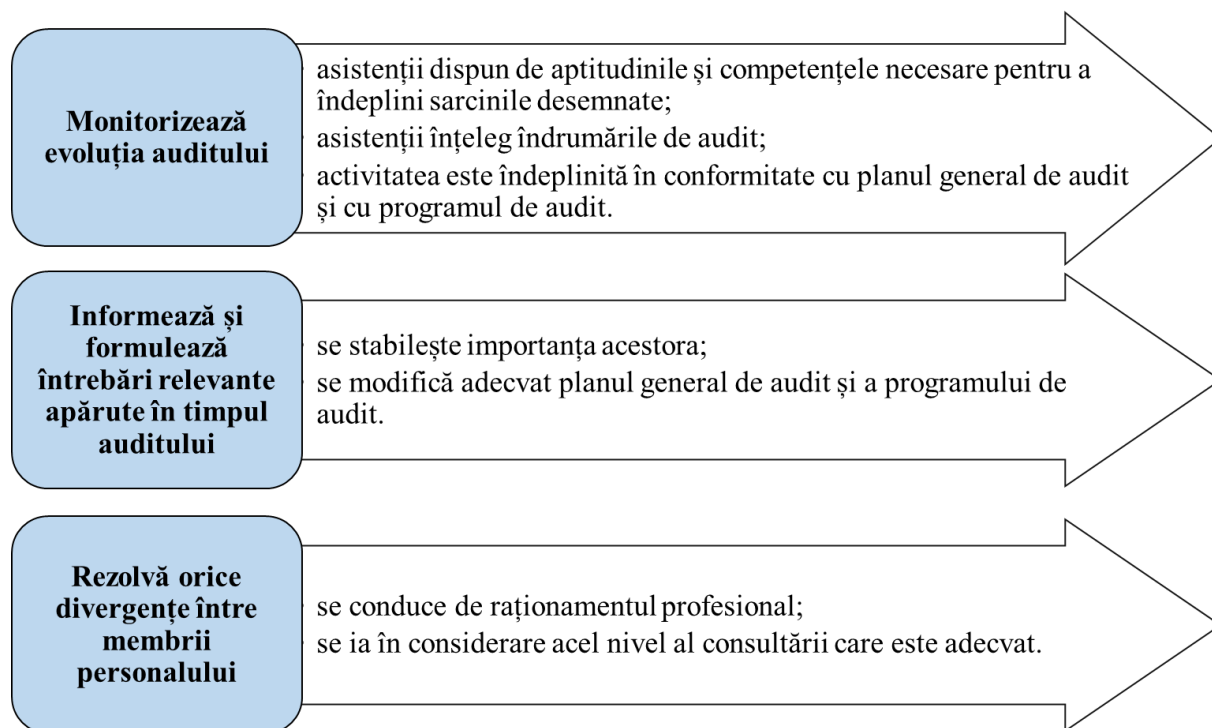 Monitorizează
evoluția auditului
asistenții dispun de aptitudinile și competențele necesare pentru a
îndeplini sarcinile desemnate;
asistenții înțeleg îndrumările de audit;
activitatea este îndeplinită în conformitate cu planul general de audit
și cu programul de audit.
Informează și
formulează
întrebări relevante
apărute în timpul
auditului
se stabilește importanța acestora;
se modifică adecvat planul general de audit și a programului de
audit.
Rezolvă orice
divergențe între
membrii
personalului
se conduce de raționamentul profesional;
se ia în considerare acel nivel al consultării care este adecvat.